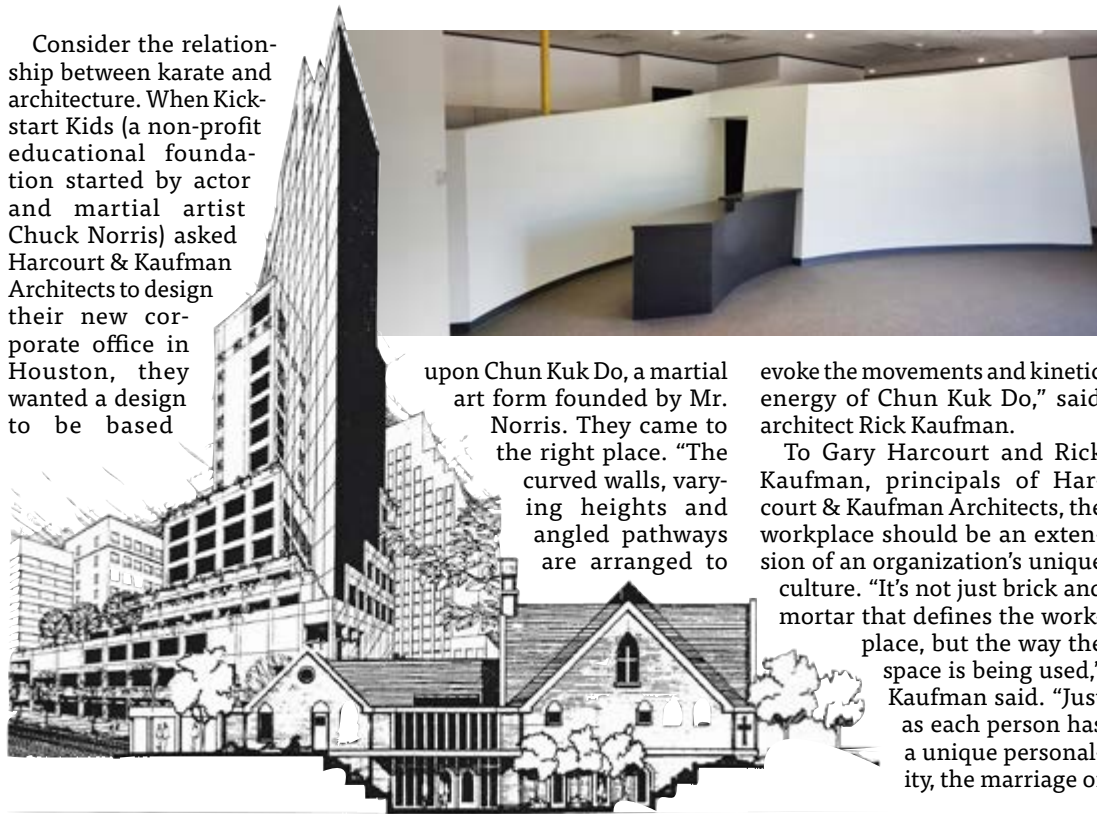 Consider the relation-
ship between karate and
architecture. When Kick-
start Kids (a non-profit
educational founda-
tion started by actor
and martial artist
Chuck Norris) asked
Harcourt & Kaufman
Architects to design
their new cor-
porate office in
Houston, they
wanted a design
to be based
upon Chun Kuk Do, a martial
art form founded by Mr.
Norris. They came to
the right place. “The
curved walls, vary-
ing heights and
angled pathways
are arranged to
evoke the movements and kinetic
energy of Chun Kuk Do,” said
architect Rick Kaufman.
To Gary Harcourt and Rick
Kaufman, principals of Har-
court & Kaufman Architects, the
workplace should be an exten-
sion of an organization’s unique
culture. “It’s not just brick and
mortar that defines the work-
place, but the way the
space is being used,”
Kaufman said. “Just
as each person has
a unique personal-
ity, the marriage of